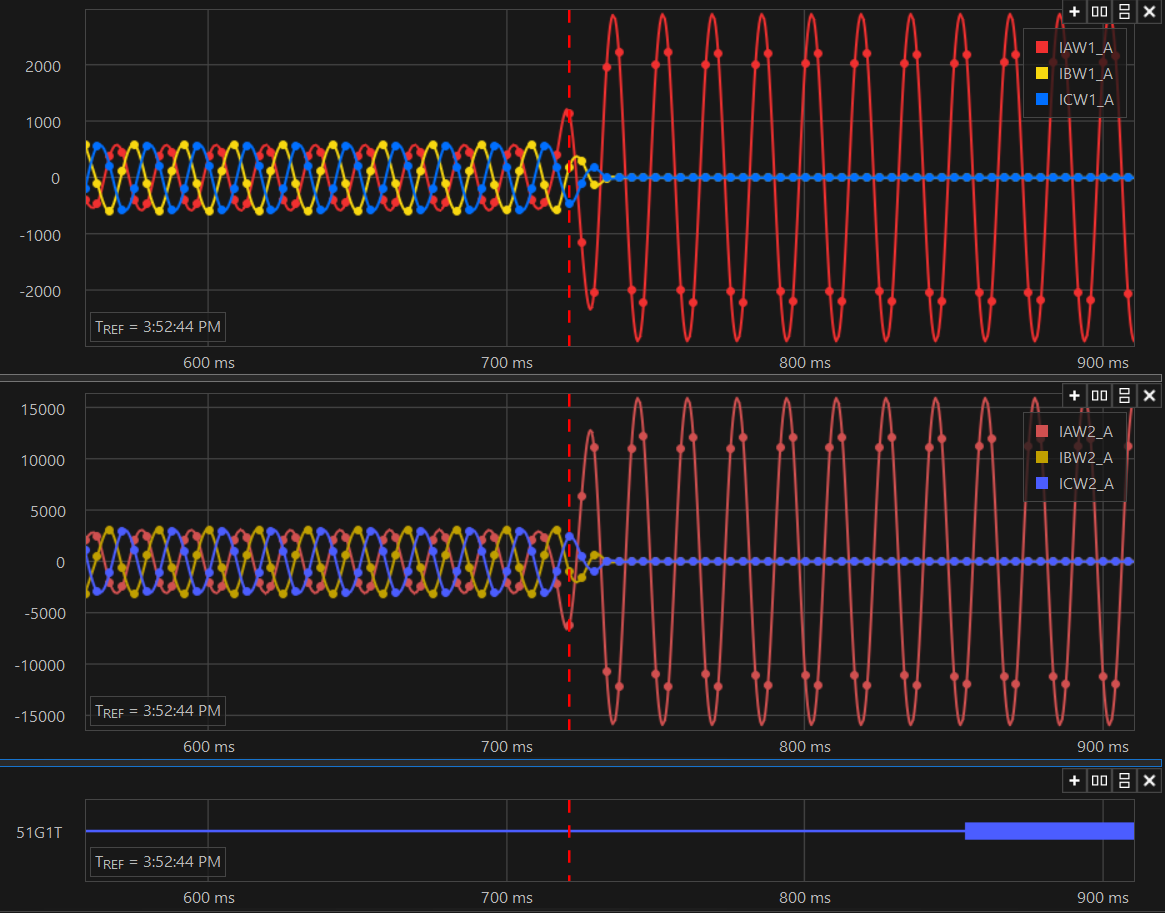 IAW1_A
IBW1_A
ICW1_A
2000
1000
0
-1000
-2000
TREF = 3:52:44 PM
600 ms
700 ms
800 ms
900 ms
IAW2_A
IBW2_A
ICW2_A
15000
10000
5000
0
-5000
-10000
-15000
TREF = 3:52:44 PM
600 ms
700 ms
800 ms
900 ms
51G1T
TREF = 3:52:44 PM
600 ms
700 ms
800 ms
900 ms